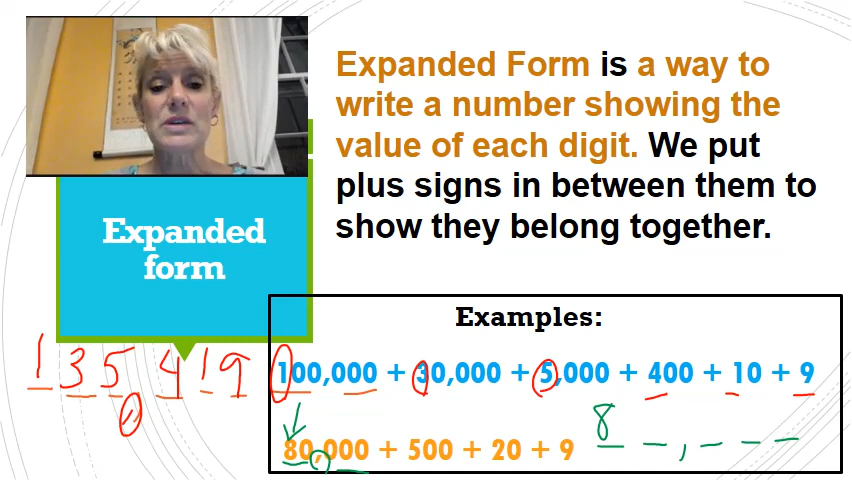 Expanded Form is a way to
write a number showing the
value of each digit. We put
plus signs in between them to
show they belong together.
Expanded
form
Examples:
135,419
100,000 + 30,000 + 5,000 + 400 + 10 + 9
80,000 + 500 + 20 + 9
8 _ , _ _ _